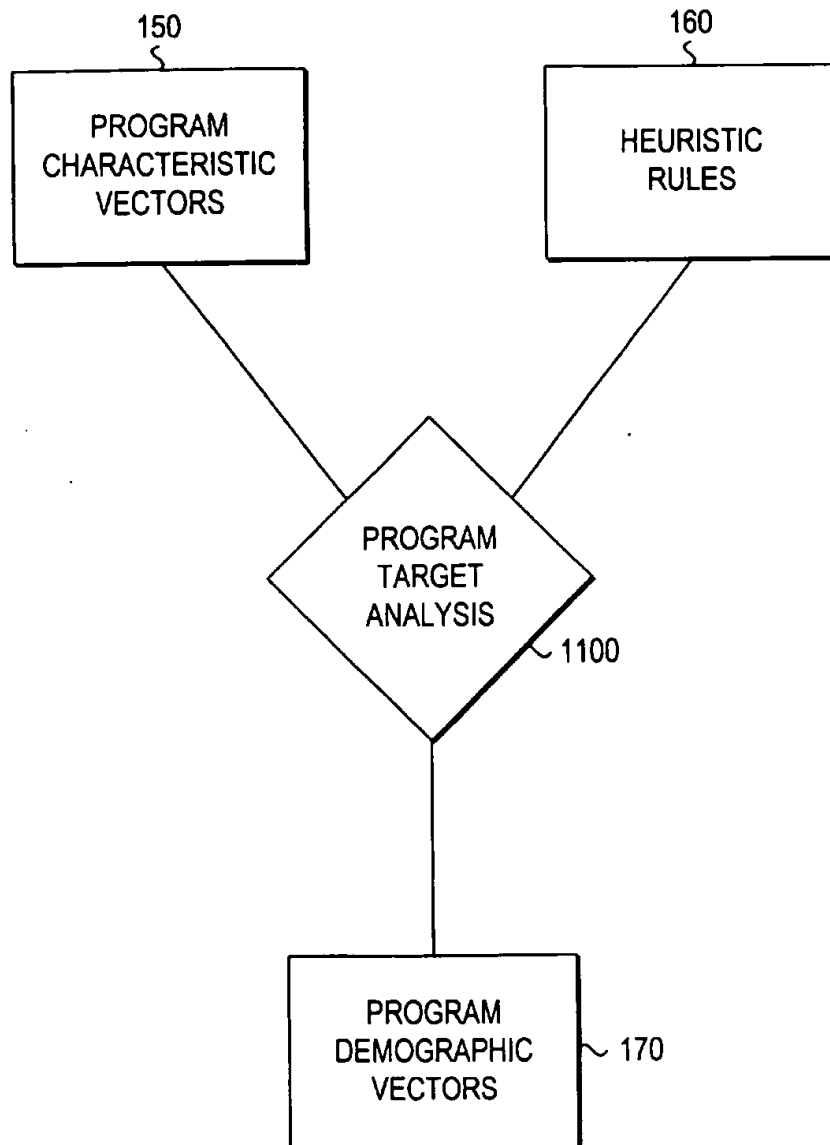 150
PROGRAM
CHARACTERISTIC
VECTORS
160
HEURISTIC
RULES
PROGRAM
TARGET
ANALYSIS
1100
PROGRAM
DEMOGRAPHIC
VECTORS
170